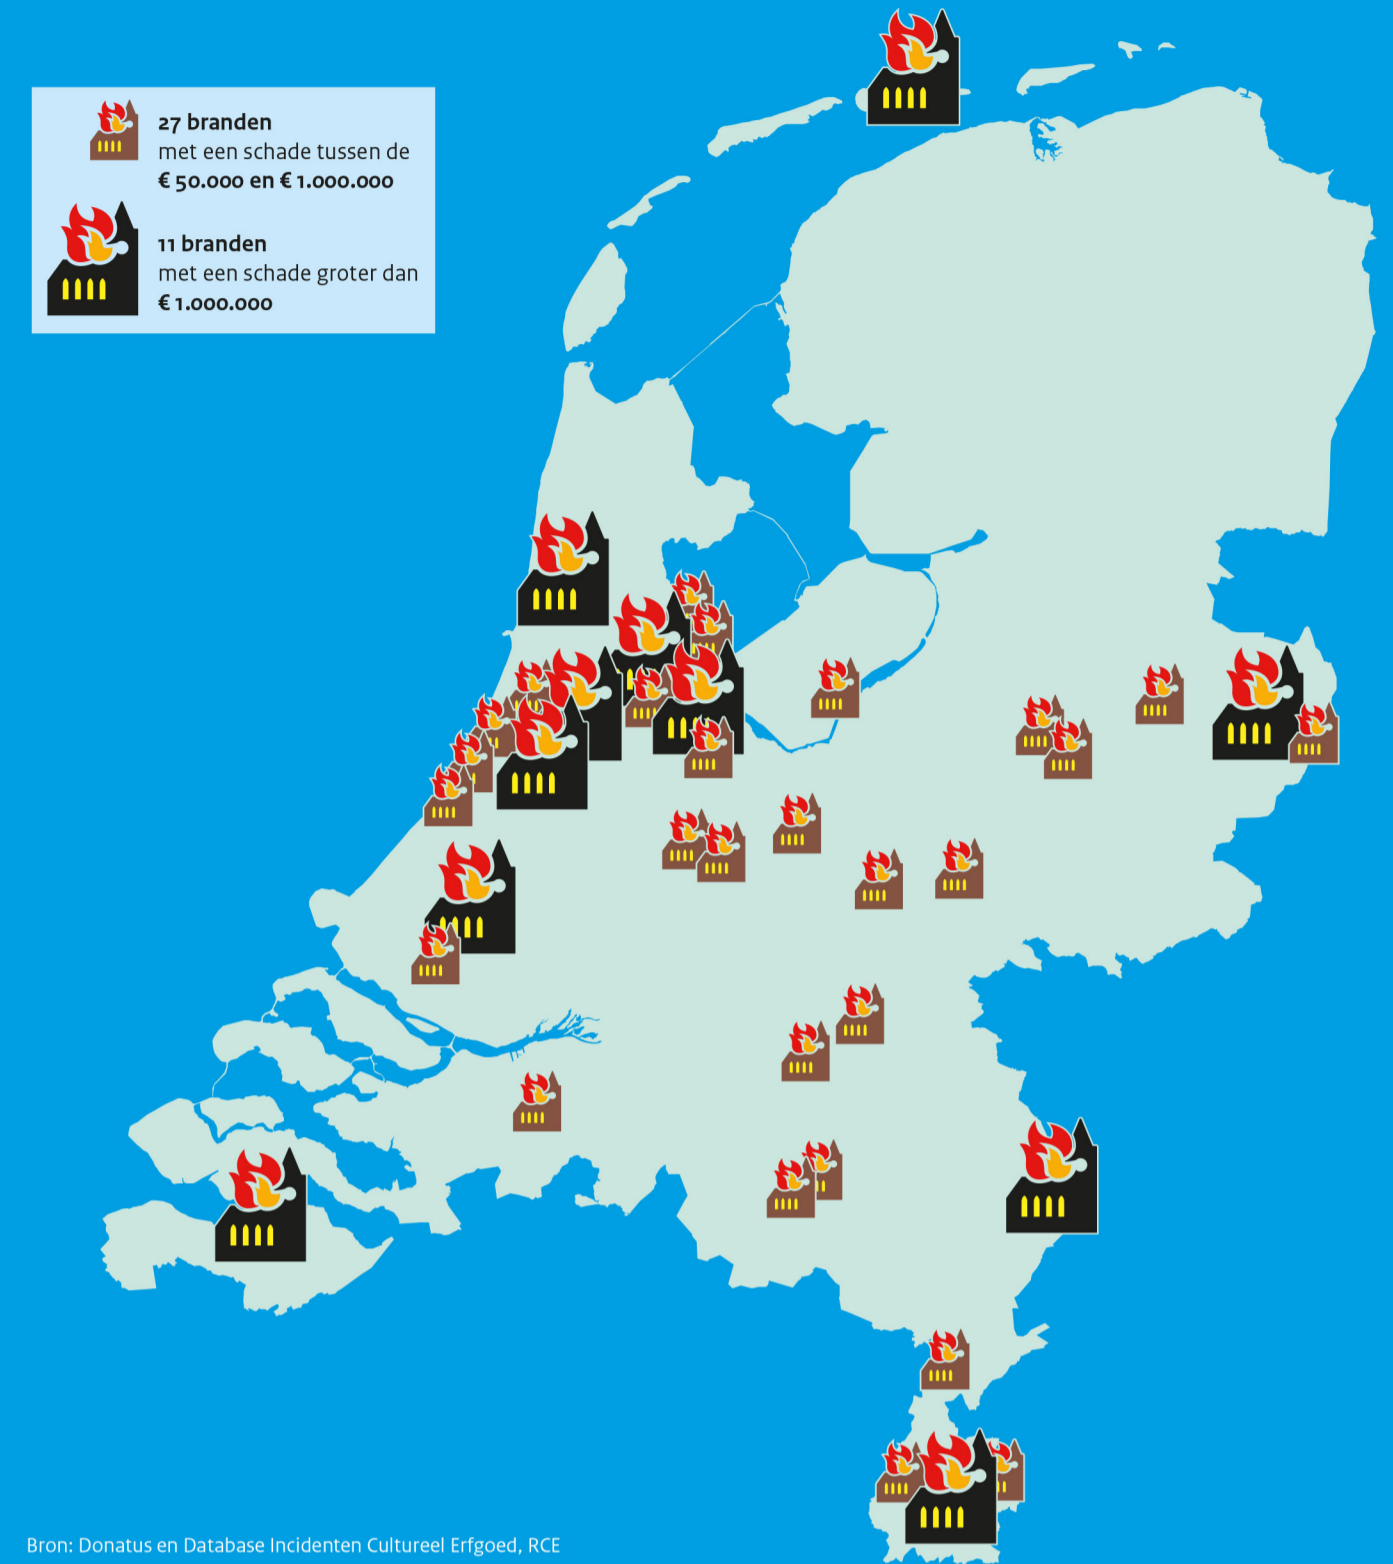 27 branden
met een schade tussen de
€ 50.000 en € 1.000.000
11 branden
met een schade groter dan
€ 1.000.000
Bron: Donatus en Database Incidenten Cultureel Erfgoed, RCE